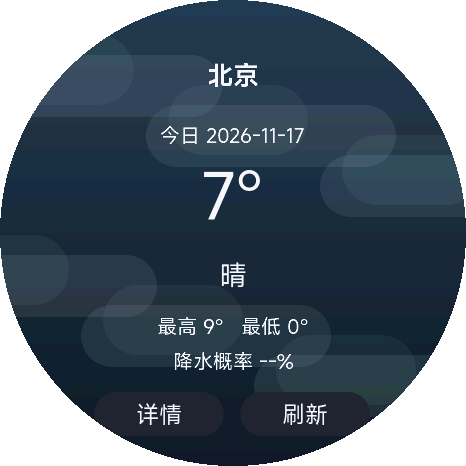 北京
今日 2026-11-17
7°
晴
最高 9° 最低 0°
降水概率 --%
详情 刷新